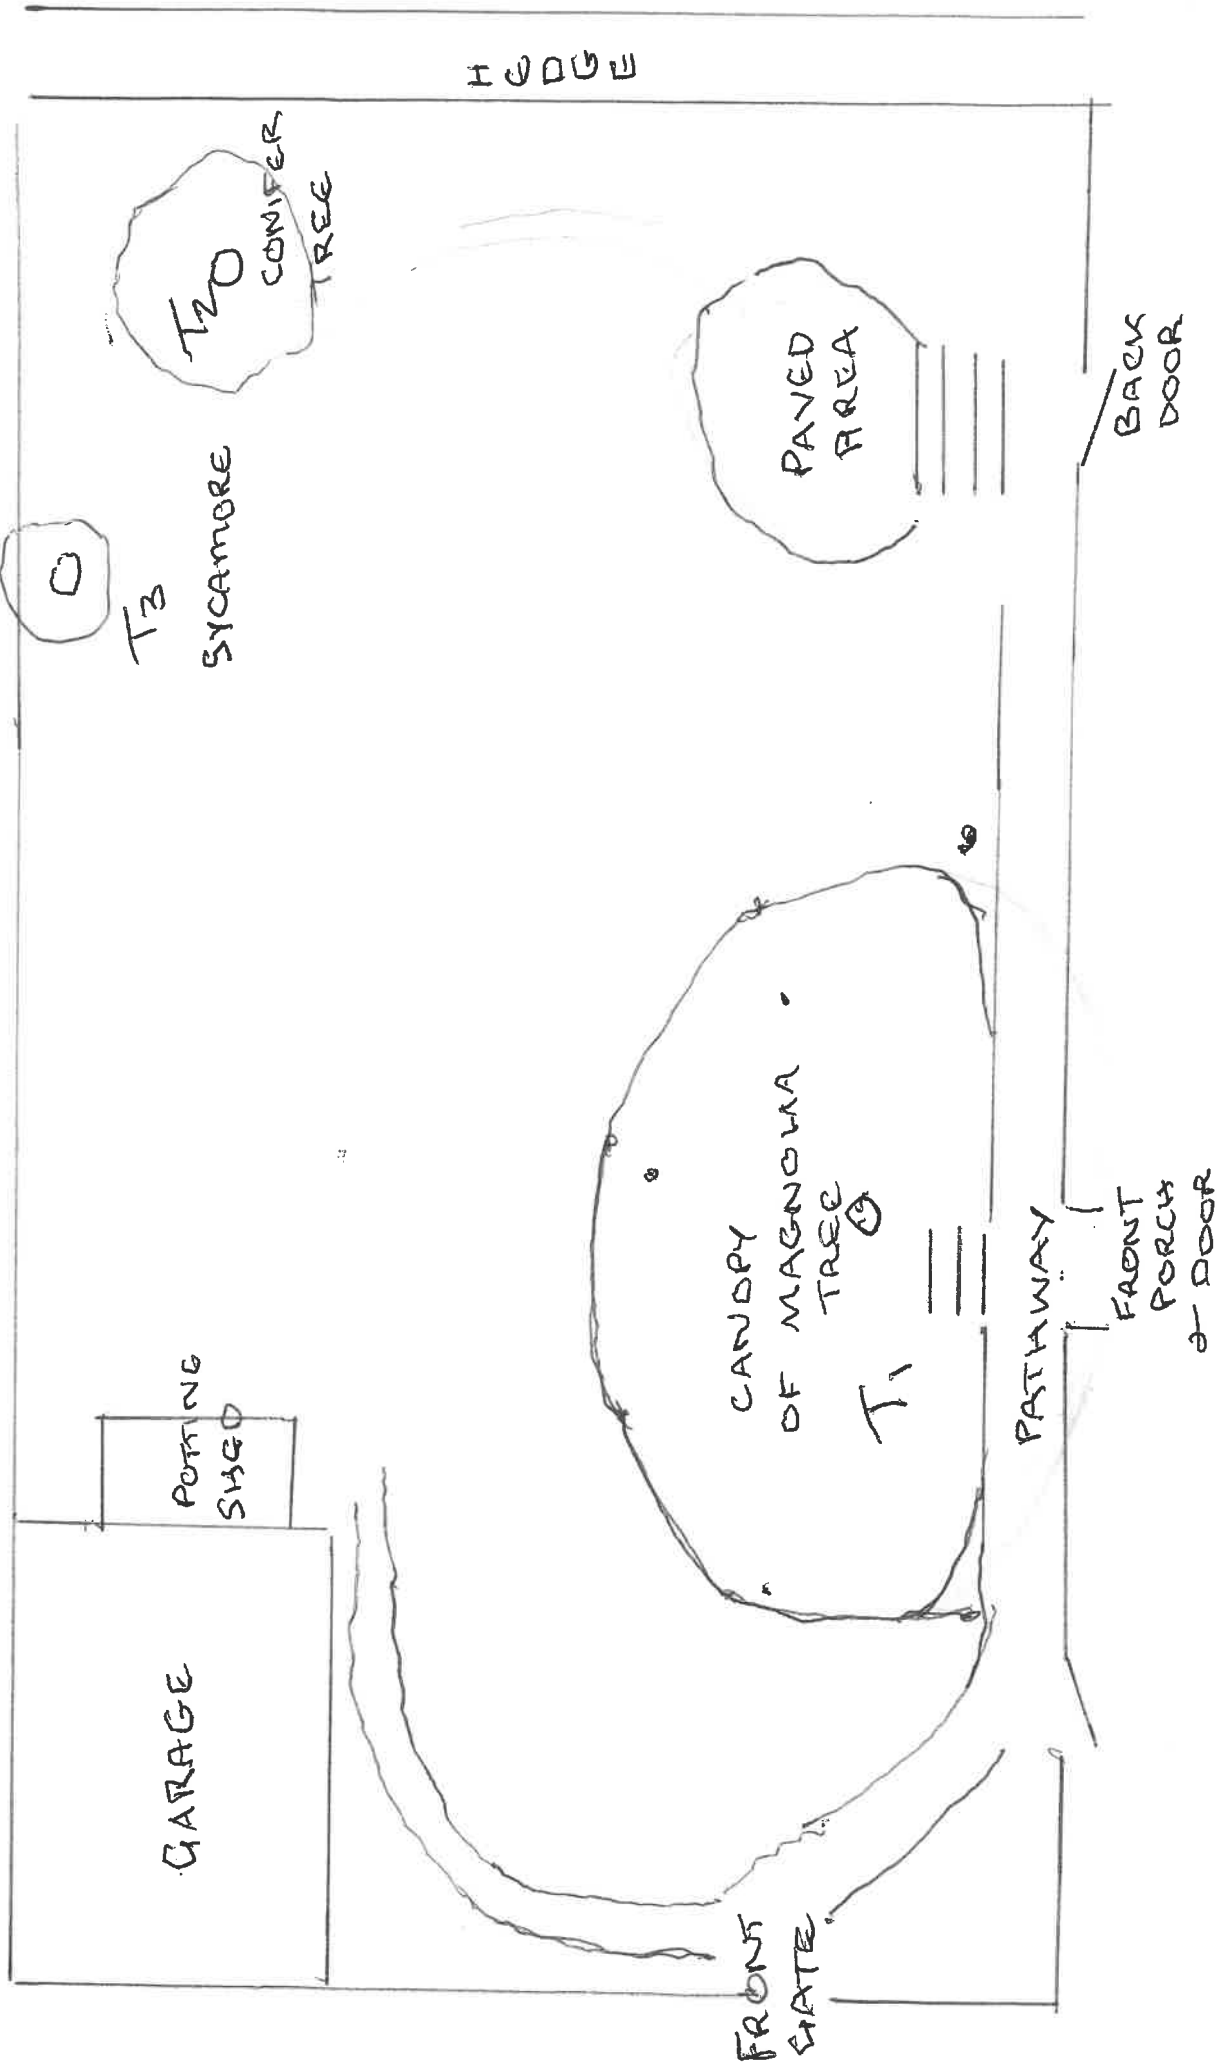 HEDGE
T2
CONIFER
TREE
T3
SYCAMORE
PAVED
AREA
BACK
DOOR
POTTING
SHED
GARAGE
CANOPY
OF MAGNOLIA
TREE
T1
PATHWAY
FRONT
PORCH
& DOOR
FRONT
GATE